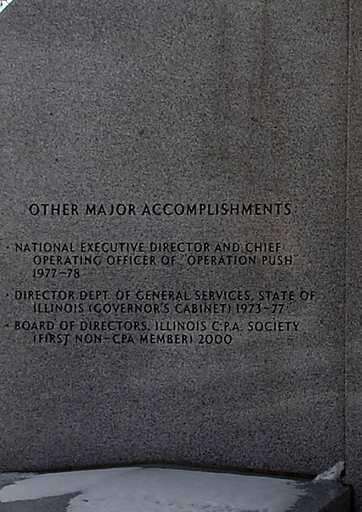 OTHER MAJOR ACCOMPLISHMENTS:
· NATIONAL EXECUTIVE DIRECTOR AND CHIEF
OPERATING OFFICER OF "OPERATION PUSH"
1977-78
· DIRECTOR DEPT. OF GENERAL SERVICES, STATE OF
ILLINOIS (GOVERNOR'S CABINET) 1973-77
· BOARD OF DIRECTORS, ILLINOIS C.P.A. SOCIETY
(FIRST NON-CPA MEMBER) 2000